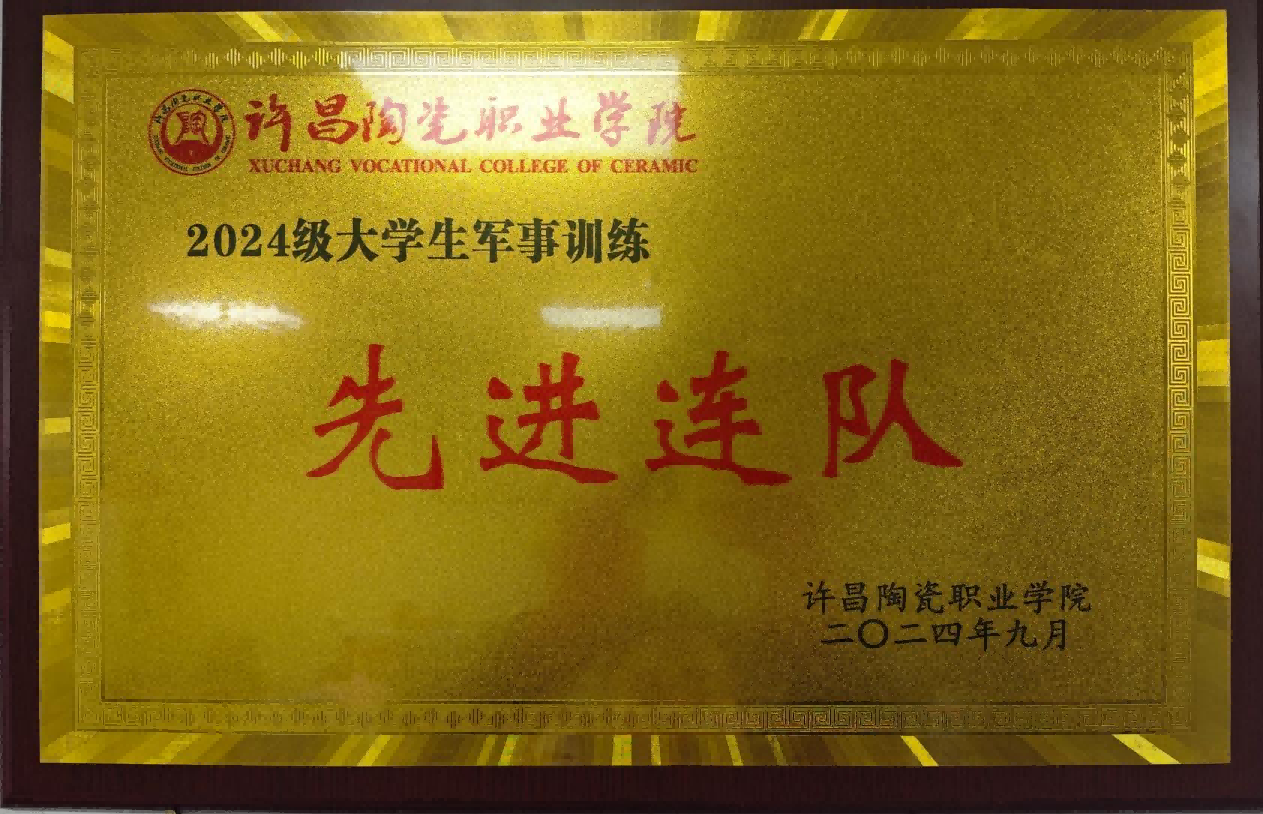 许昌陶瓷职业学院
XUCHANG VOCATIONAL COLLEGE OF CERAMIC
2024级大学生军事训练
先进连队
许昌陶瓷职业学院
二〇二四年九月